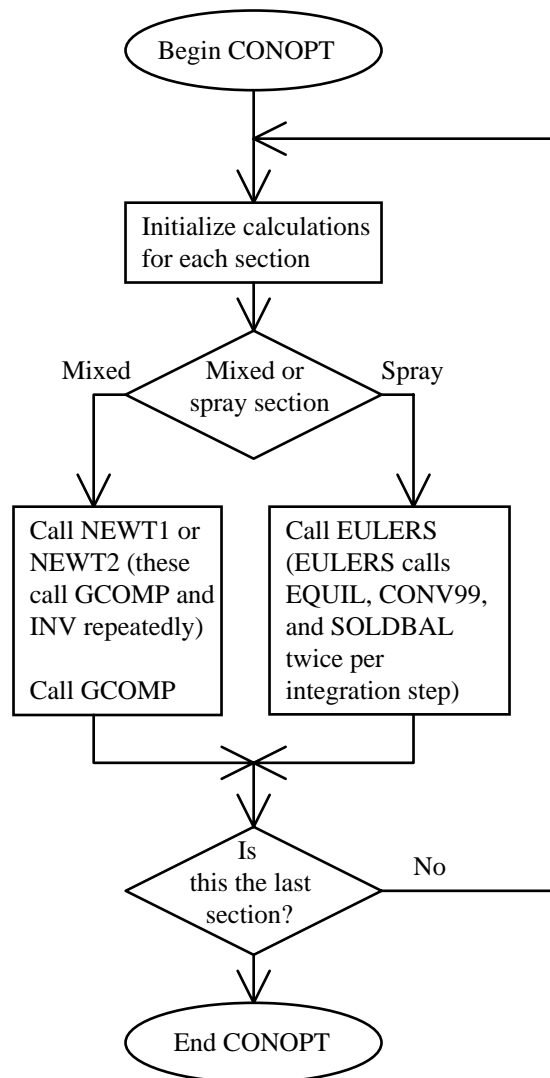 Begin CONOPT
Initialize calculations
for each section
Mixed
Mixed or
spray section
Spray
Call NEWT1 or
NEWT2 (these
call GCOMP and
INV repeatedly)
Call GCOMP
Call EULERS
(EULERS calls
EQUIL, CONV99,
and SOLDBAL
twice per
integration step)
Is
this the last
section?
No
End CONOPT